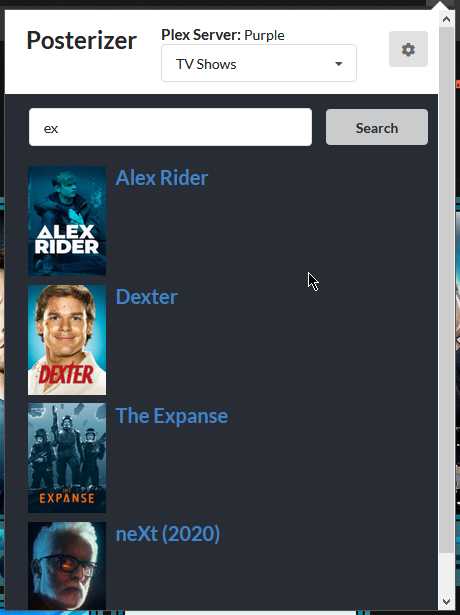 Posterizer
Plex Server: Purple
TV Shows
ex
Search
Alex Rider
ALEX
RIDER
Dexter
DEXTER
The Expanse
THE
EXPANSE
neXt (2020)